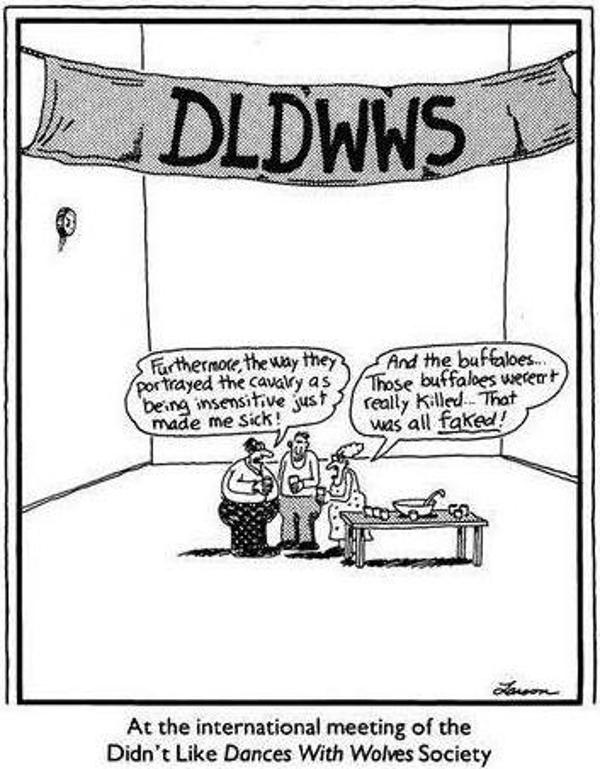 DLDWWS
Furthermore, the way they
portrayed the cavalry as
being insensitive just
made me sick!
And the buffaloes...
Those buffaloes weren't
really killed... That
was all faked!
Larson
At the international meeting of the
Didn't Like Dances With Wolves Society